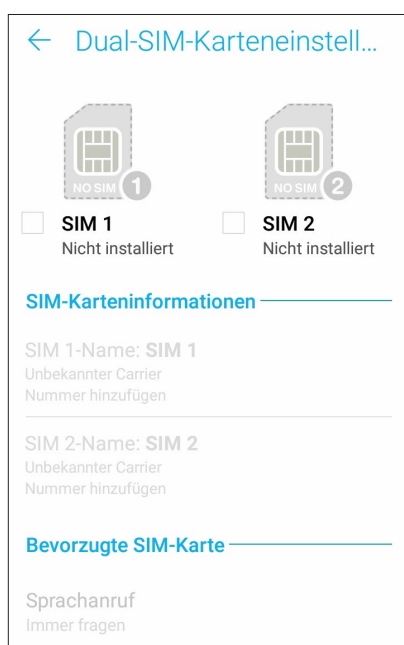 Dual-SIM-Karteneinstell...
NO SIM 1
NO SIM 2
SIM 1
Nicht installiert
SIM 2
Nicht installiert
SIM-Karteninformationen
SIM 1-Name: SIM 1
Unbekannter Carrier
Nummer hinzufügen
SIM 2-Name: SIM 2
Unbekannter Carrier
Nummer hinzufügen
Bevorzugte SIM-Karte
Sprachanruf
Immer fragen